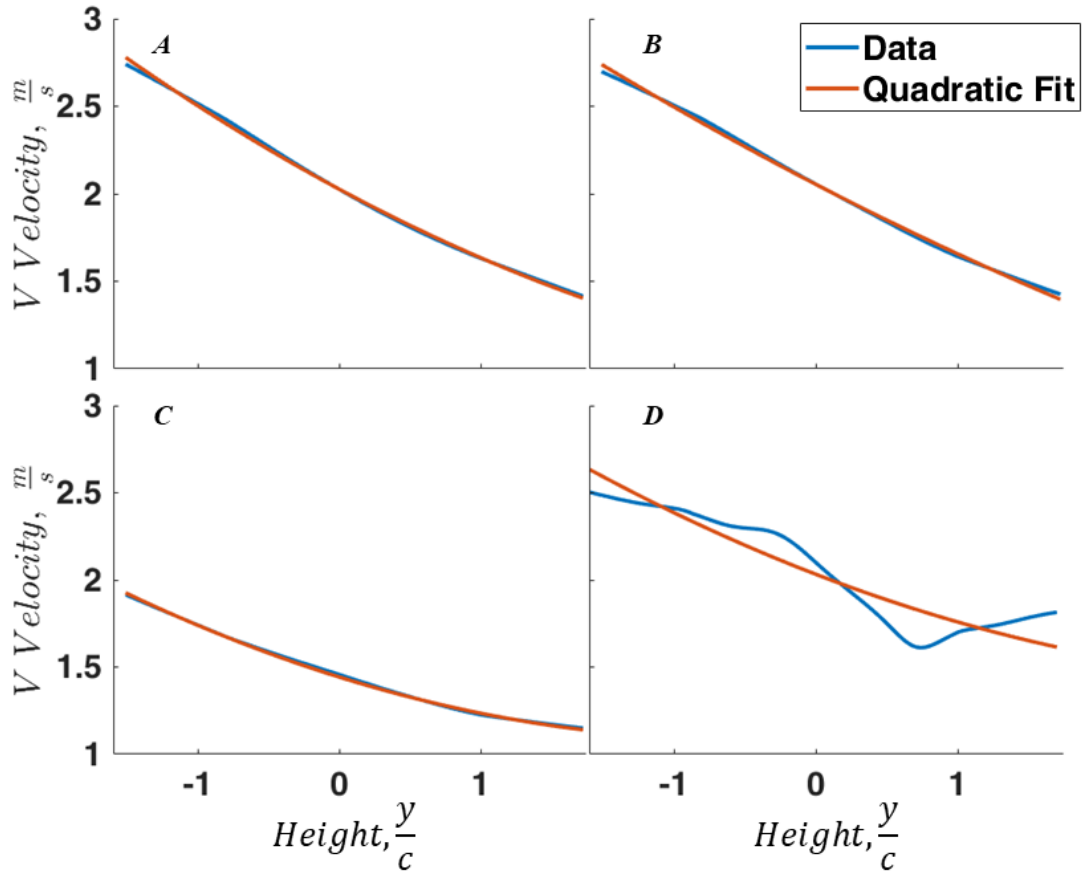 A
B
Data
Quadratic Fit
V Velocity, m/s
3
2.5
2
1.5
1
C
D
V Velocity, m/s
3
2.5
2
1.5
1
-1 0 1
-1 0 1
Height, y/c
Height, y/c